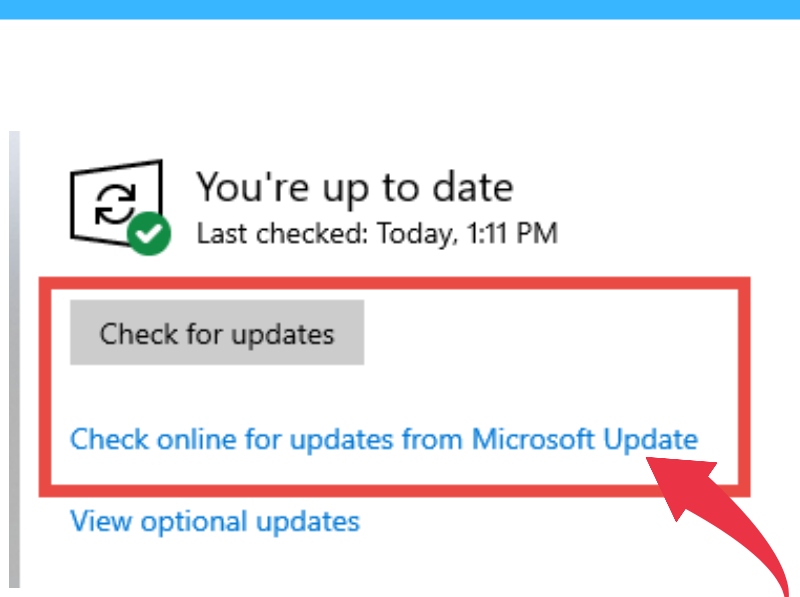 You're up to date
Last checked: Today, 1:11 PM
Check for updates
Check online for updates from Microsoft Update
View optional updates